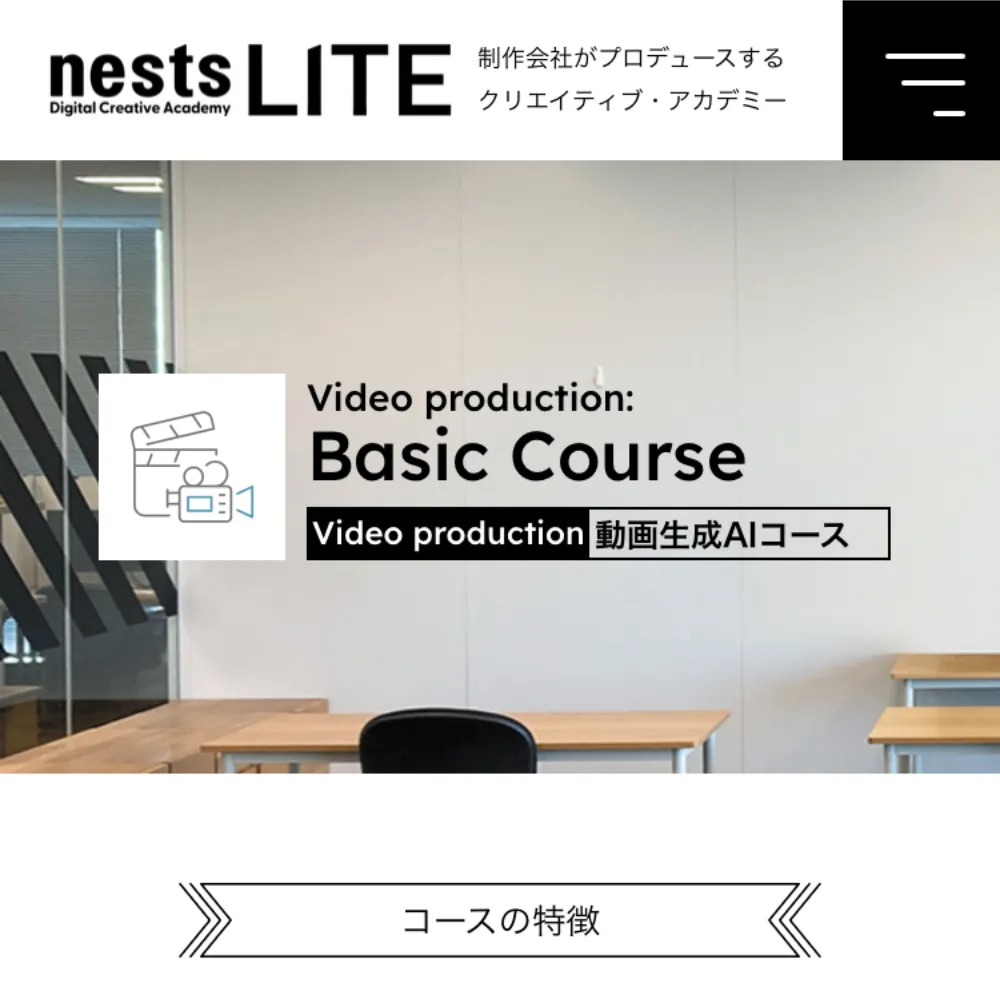 nests LITE
Digital Creative Academy
制作会社がプロデュースする
クリエイティブ・アカデミー
Video production:
Basic Course
Video production 動画生成AIコース
コースの特徴